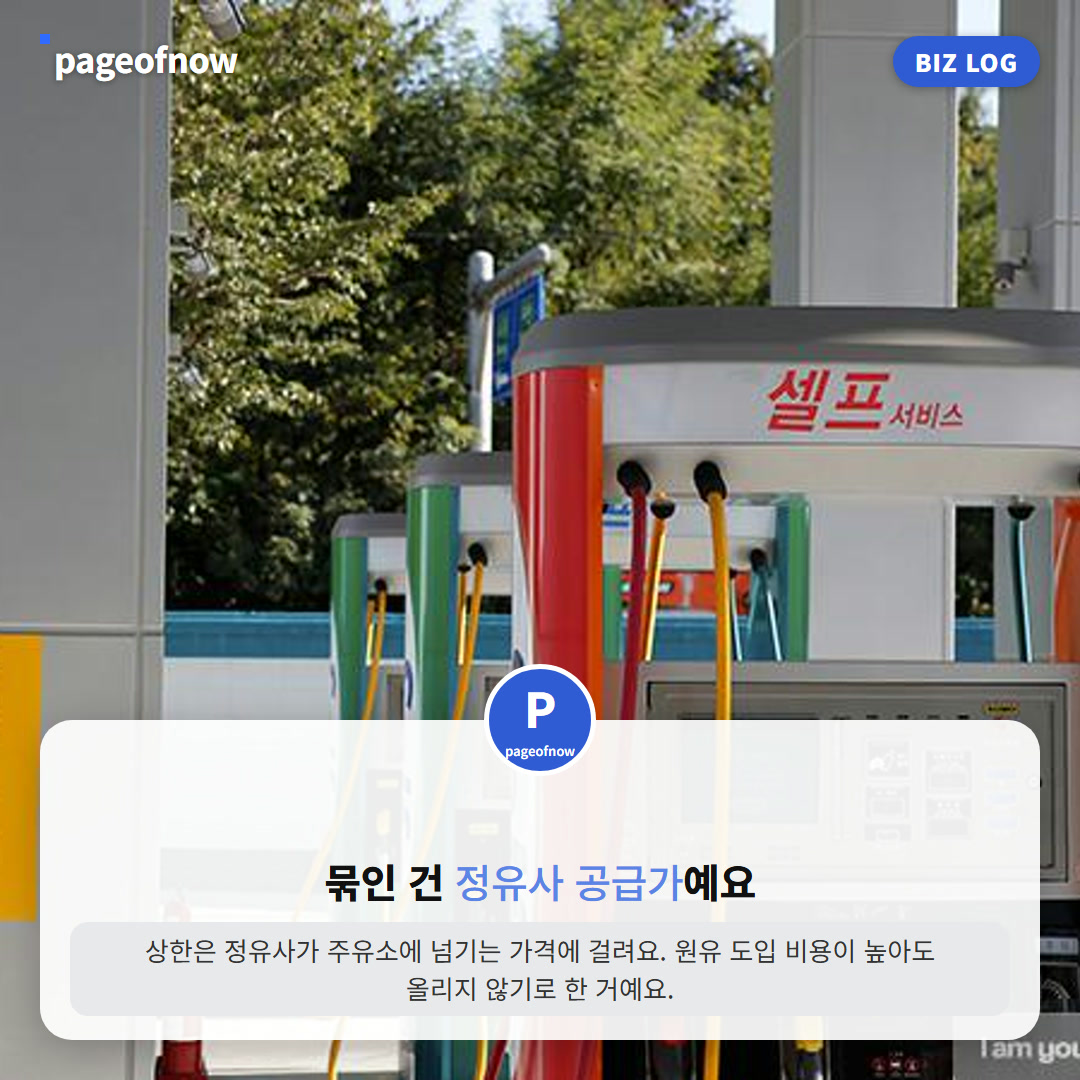 pageofnow
BIZ LOG
셀프 서비스
P
pageofnow
묶인 건 정유사 공급가예요
상한은 정유사가 주유소에 넘기는 가격에 걸려요. 원유 도입 비용이 높아도
올리지 않기로 한 거예요.
I am you